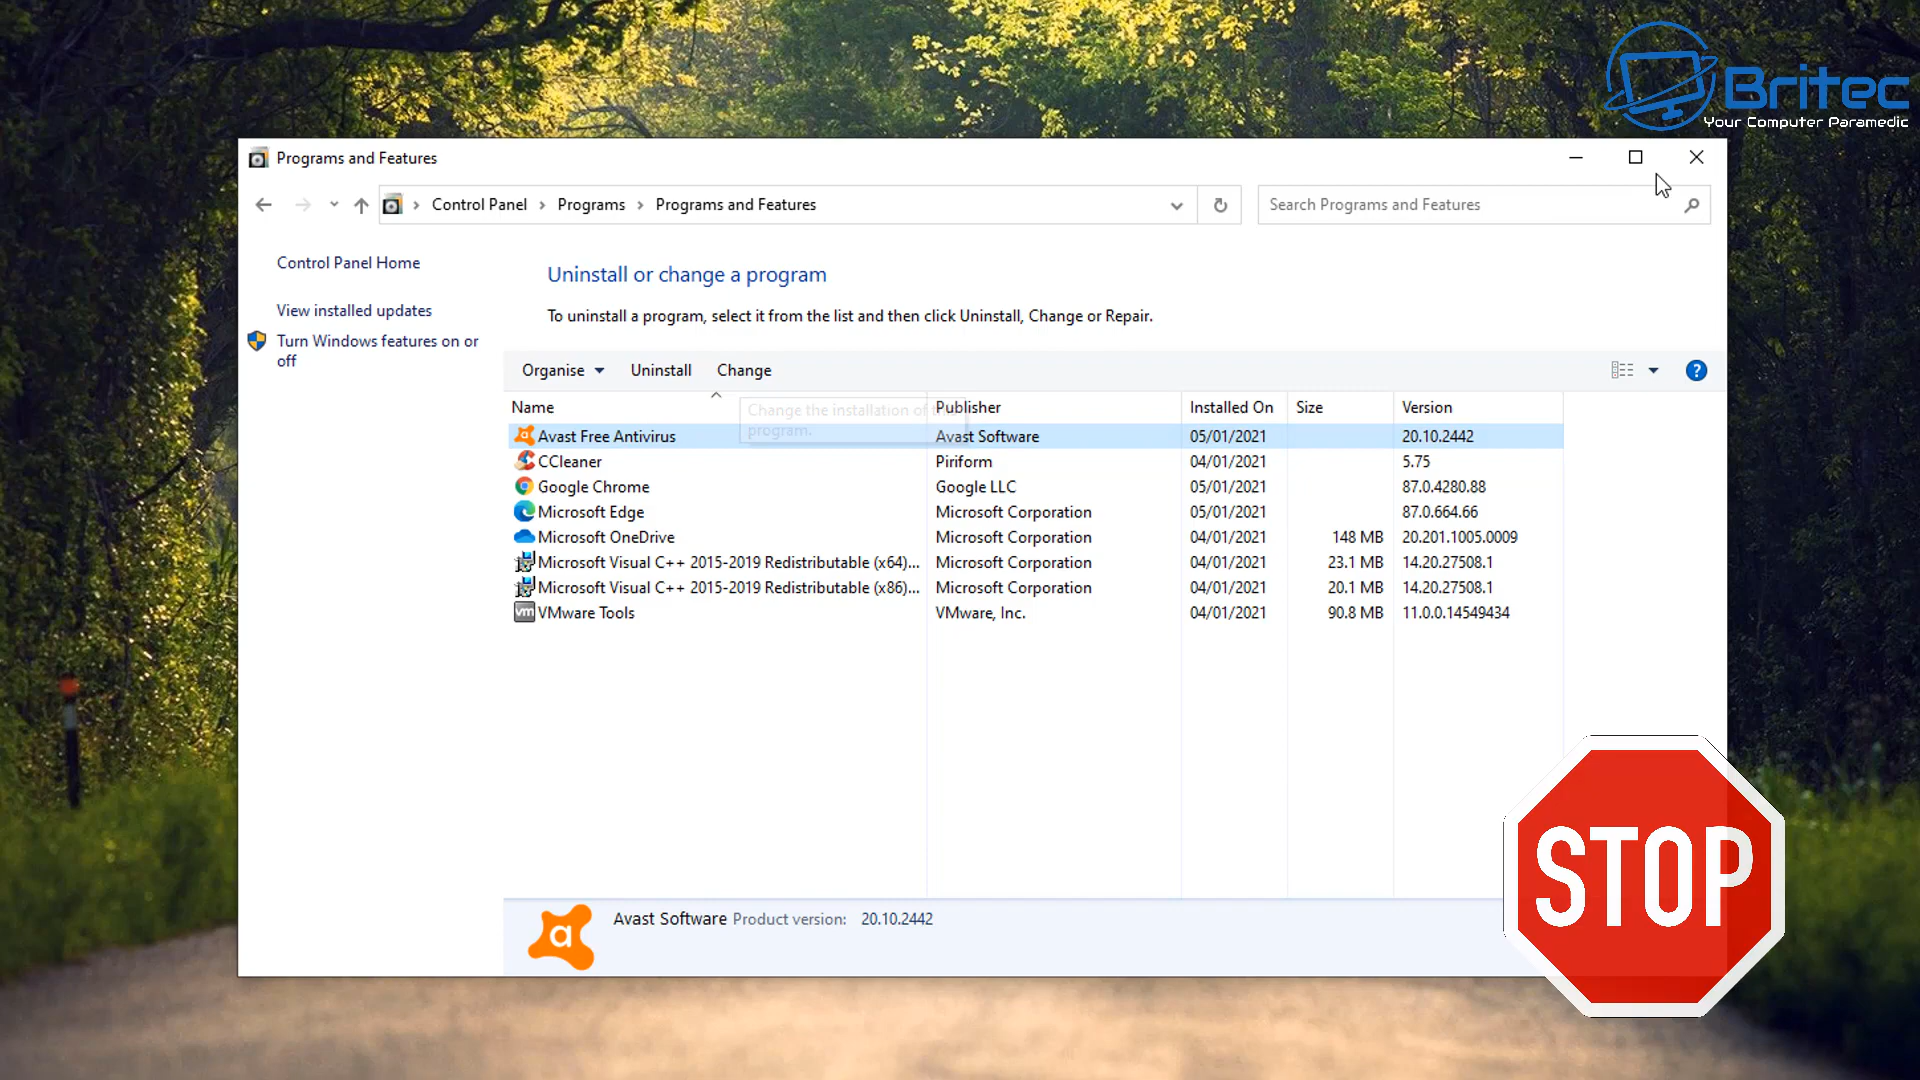 Britec
Your Computer Paramedic
Programs and Features
Control Panel > Programs > Programs and Features
Search Programs and Features
Control Panel Home
View installed updates
Turn Windows features on or
off
Uninstall or change a program
To uninstall a program, select it from the list and then click Uninstall, Change or Repair.
Organise Uninstall Change ?
Name Publisher Installed On Size Version
Change the installation of this
program.
Avast Free Antivirus Avast Software 05/01/2021 20.10.2442
CCleaner Piriform 04/01/2021 5.75
Google Chrome Google LLC 05/01/2021 87.0.4280.88
Microsoft Edge Microsoft Corporation 05/01/2021 87.0.664.66
Microsoft OneDrive Microsoft Corporation 04/01/2021 148 MB 20.201.1005.0009
Microsoft Visual C++ 2015-2019 Redistributable (x64)... Microsoft Corporation 04/01/2021 23.1 MB 14.20.27508.1
Microsoft Visual C++ 2015-2019 Redistributable (x86)... Microsoft Corporation 04/01/2021 20.1 MB 14.20.27508.1
vm VMware Tools VMware, Inc. 04/01/2021 90.8 MB 11.0.0.14549434
a Avast Software Product version: 20.10.2442
STOP